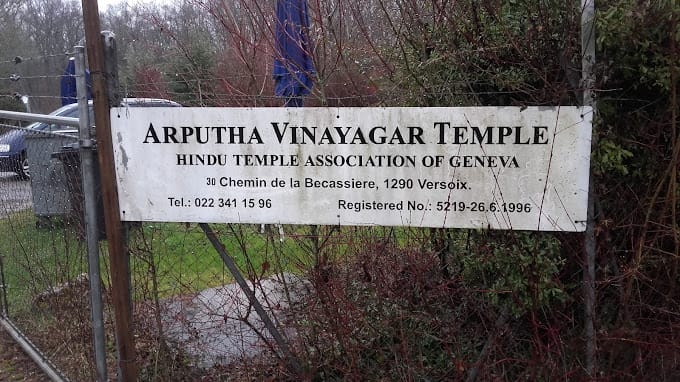 ARPUTHA VINAYAGAR TEMPLE
HINDU TEMPLE ASSOCIATION OF GENEVA
30 Chemin de la Becassiere, 1290 Versoix.
Tel.: 022 341 15 96 Registered No.: 5219-26.6.1996